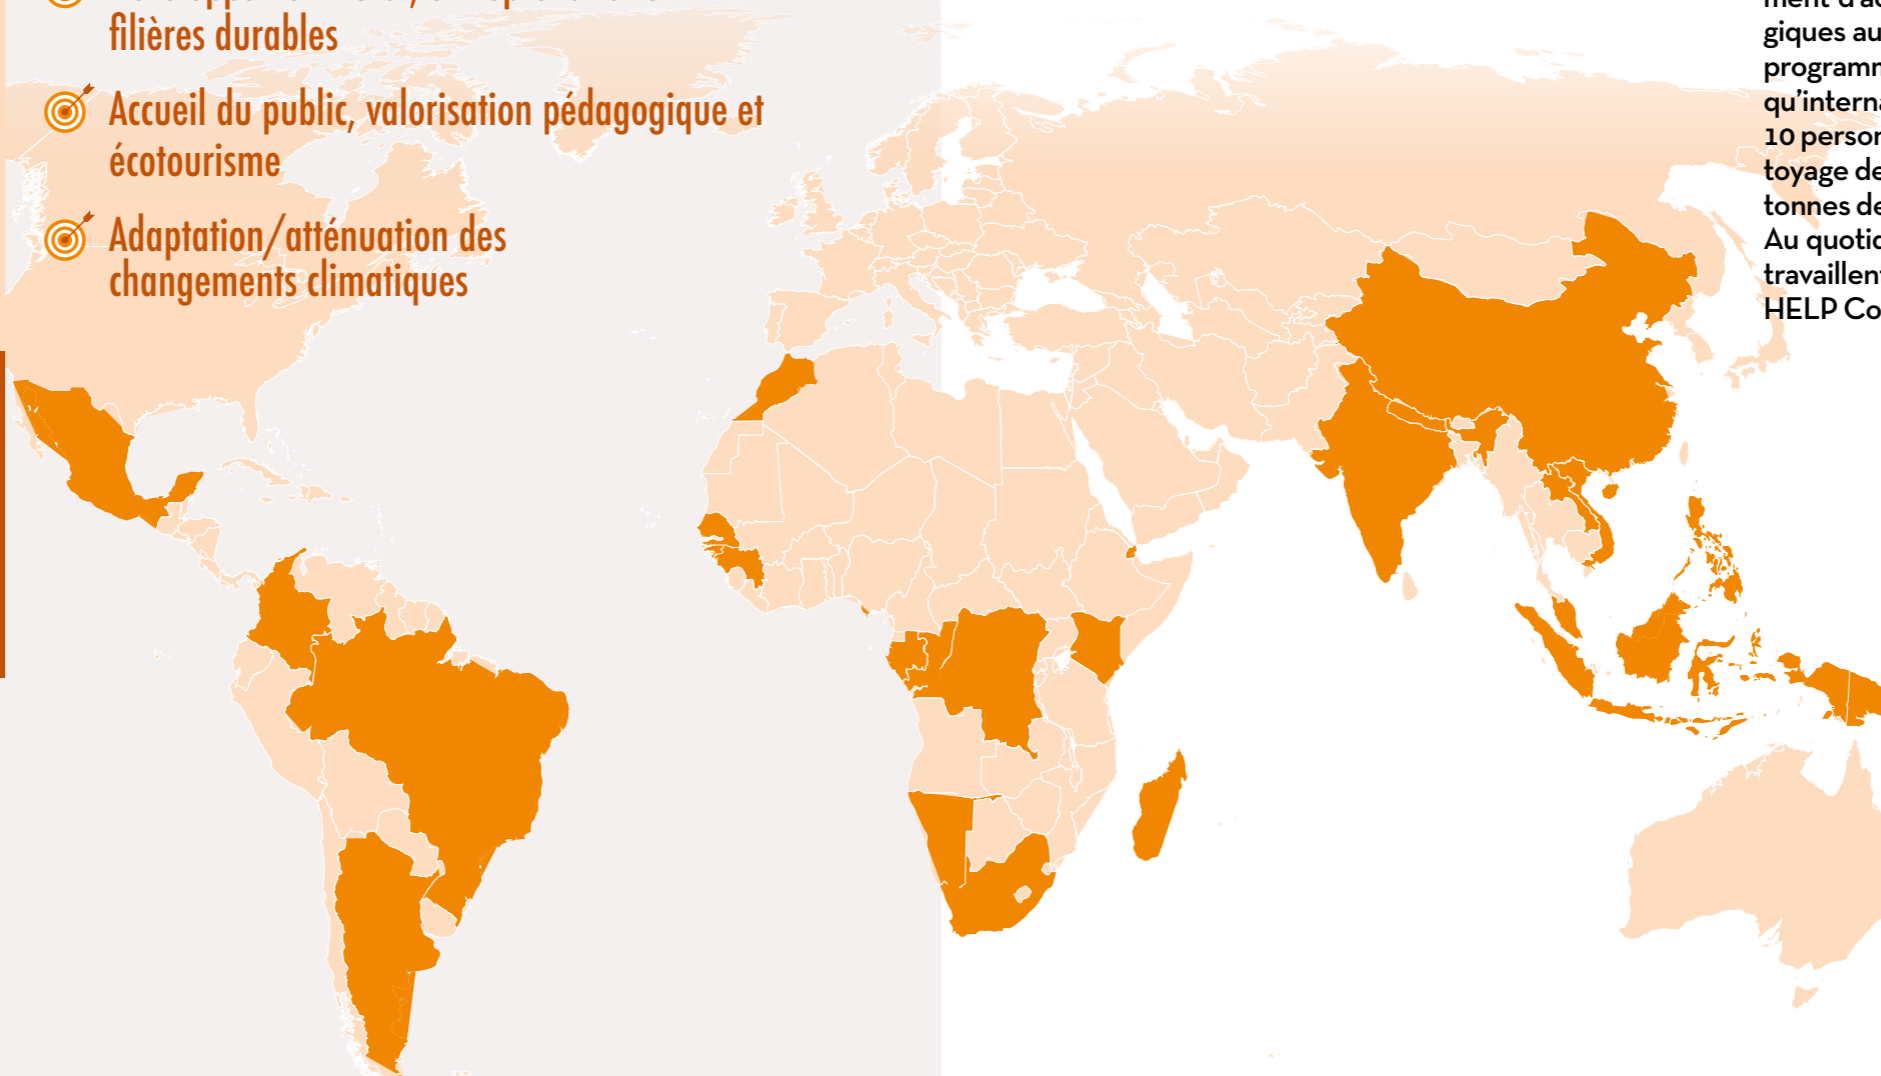 filières durables
Accueil du public, valorisation pédagogique et
écotourisme
Adaptation/atténuation des
changements climatiques
giques au
programm
qu'interna
10 person
toyage de
tonnes de
Au quotid
travaillent
HELP Co